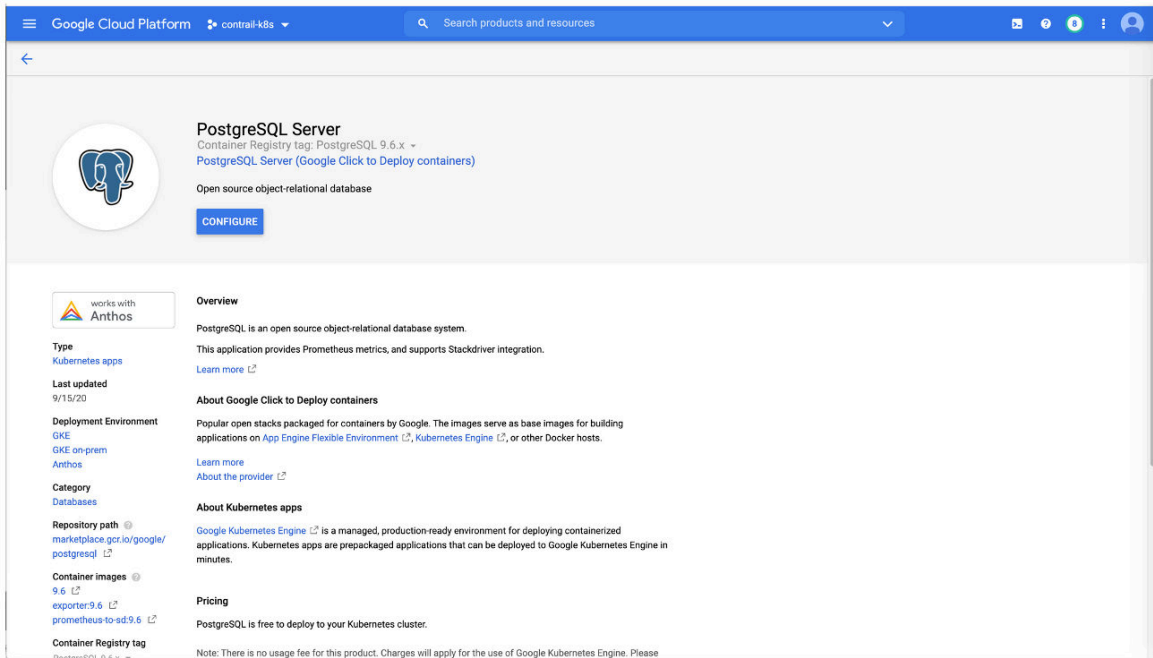 Google Cloud Platform
contrail-k8s
Search products and resources
8
PostgreSQL Server
Container Registry tag: PostgreSQL 9.6.x
PostgreSQL Server (Google Click to Deploy containers)
Open source object-relational database
CONFIGURE
works with
Anthos
Type
Kubernetes apps
Last updated
9/15/20
Deployment Environment
GKE
GKE on-prem
Anthos
Category
Databases
Repository path
marketplace.gcr.io/google/
postgresql
Container images
9.6
exporter:9.6
prometheus-to-sd:9.6
Container Registry tag
PostgreSQL 9.6.x
Overview
PostgreSQL is an open source object-relational database system.
This application provides Prometheus metrics, and supports Stackdriver integration.
Learn more
About Google Click to Deploy containers
Popular open stacks packaged for containers by Google. The images serve as base images for building
applications on App Engine Flexible Environment , Kubernetes Engine , or other Docker hosts.
Learn more
About the provider
About Kubernetes apps
Google Kubernetes Engine is a managed, production-ready environment for deploying containerized
applications. Kubernetes apps are prepackaged applications that can be deployed to Google Kubernetes Engine in
minutes.
Pricing
PostgreSQL is free to deploy to your Kubernetes cluster.
Note: There is no usage fee for this product. Charges will apply for the use of Google Kubernetes Engine. Please